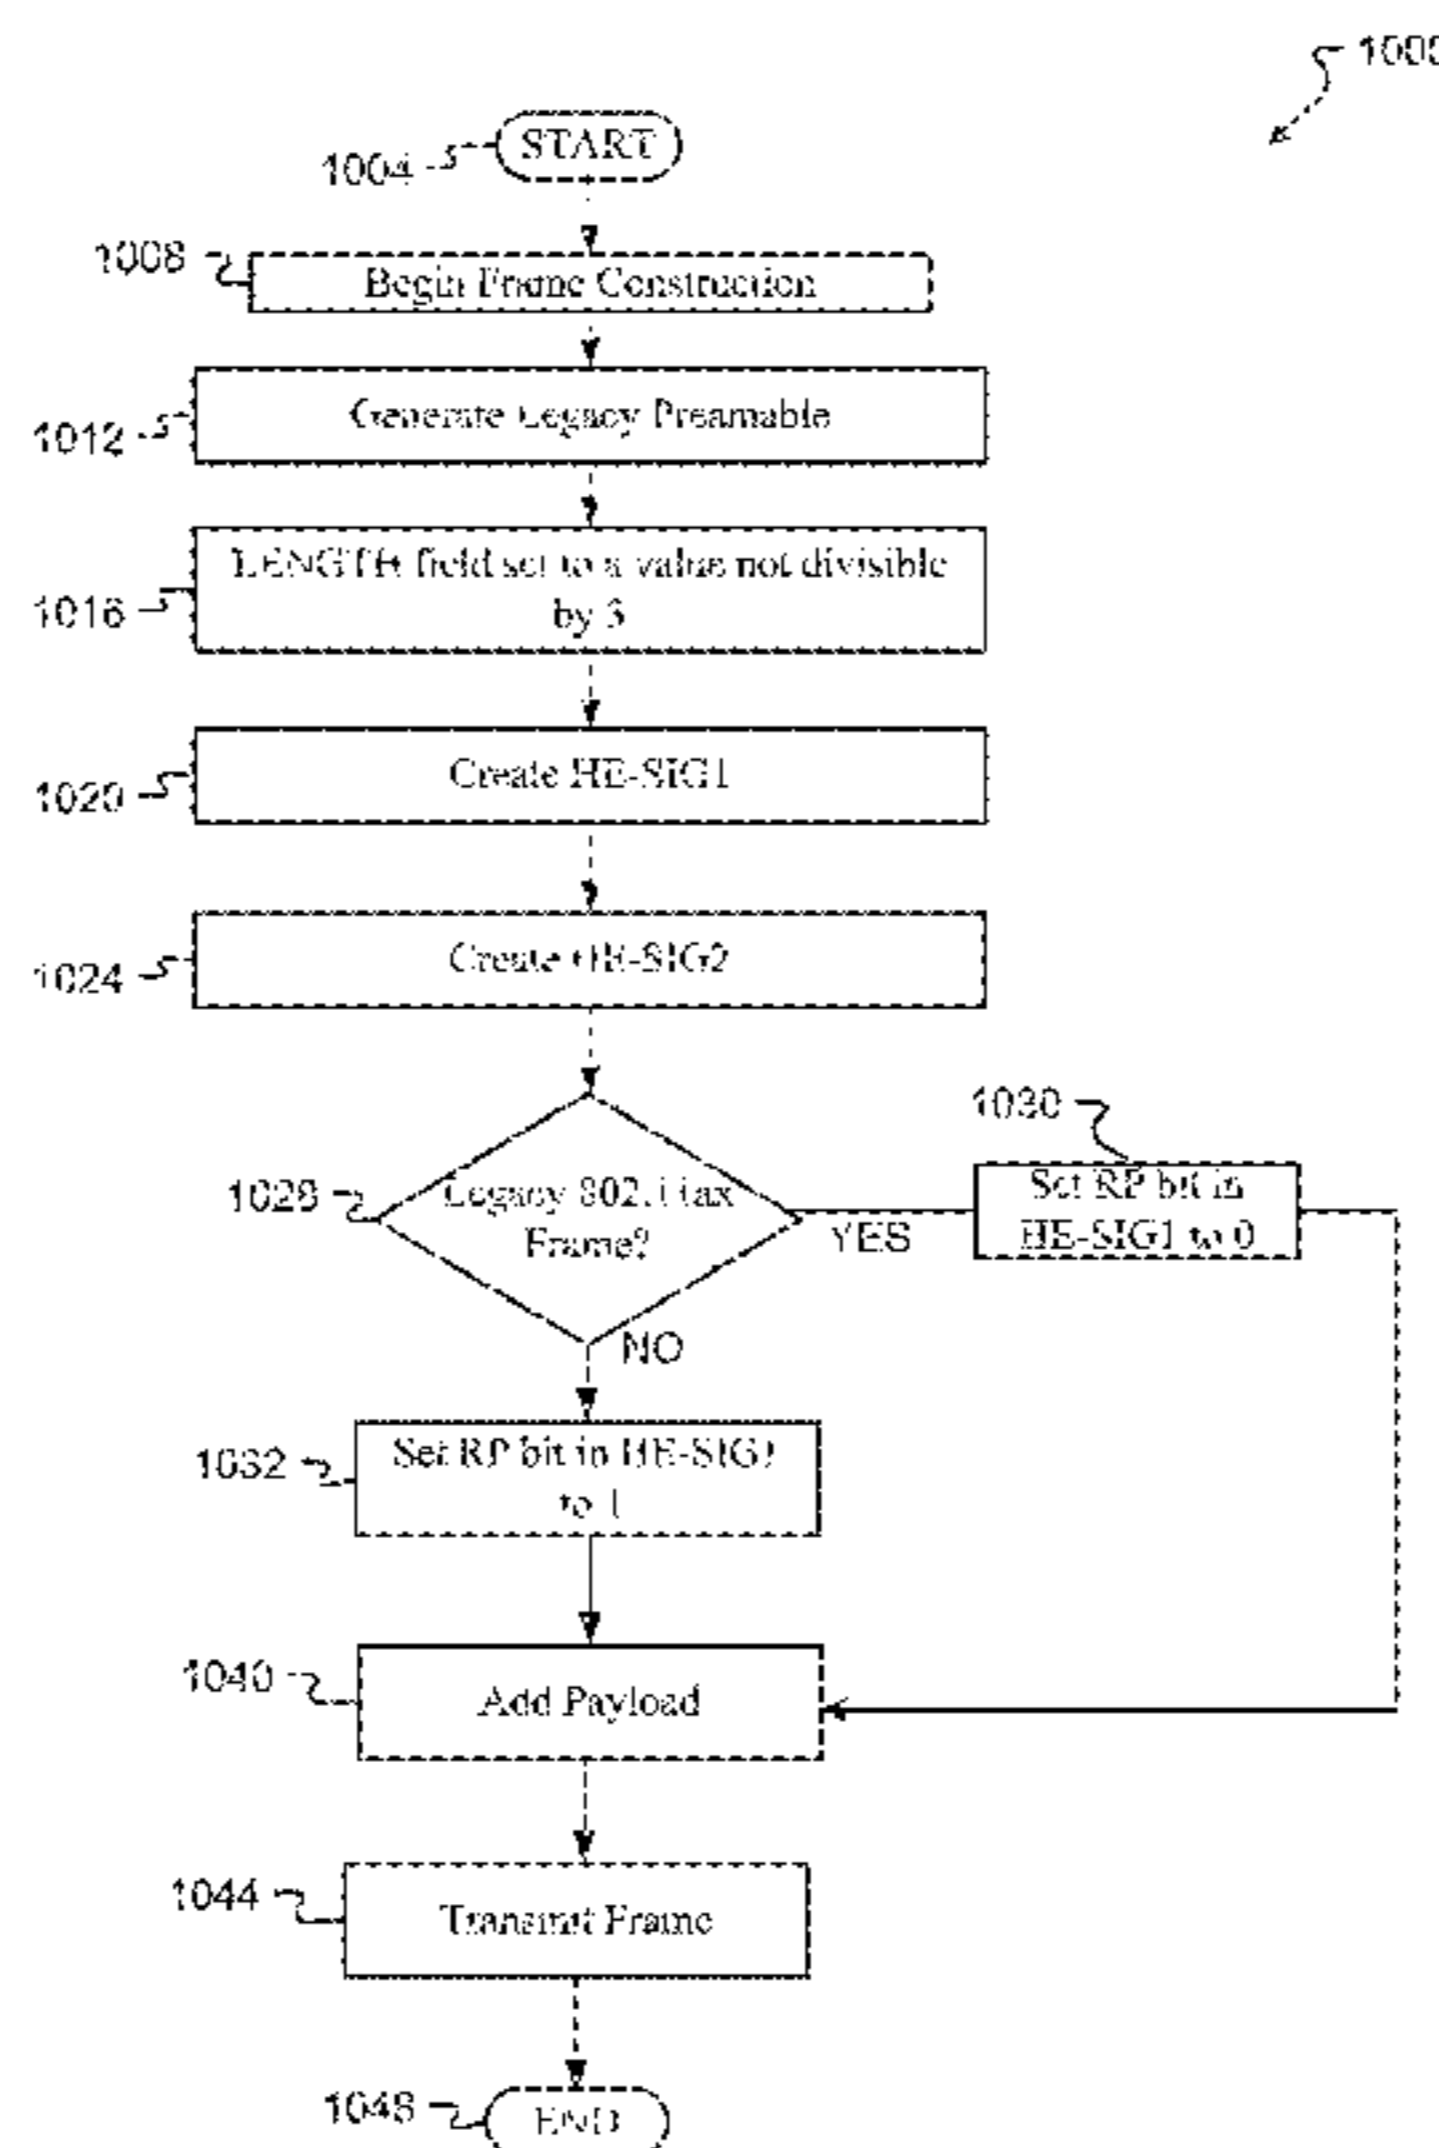 1000
START
1004
1008
Begin Frame Construction
Generate Legacy Preamable
1012
LENGTH field set to a value not divisible
by 3
1016
Create HE-SIG1
1020
Create HE-SIG2
1024
1030
1028
Legacy 802.11ax
Frame?
YES
Set RP bit in
HE-SIG1 to 0
NO
1032
Set RP bit in HE-SIG1
to 1
1040
Add Payload
1044
Transmit Frame
1048
END